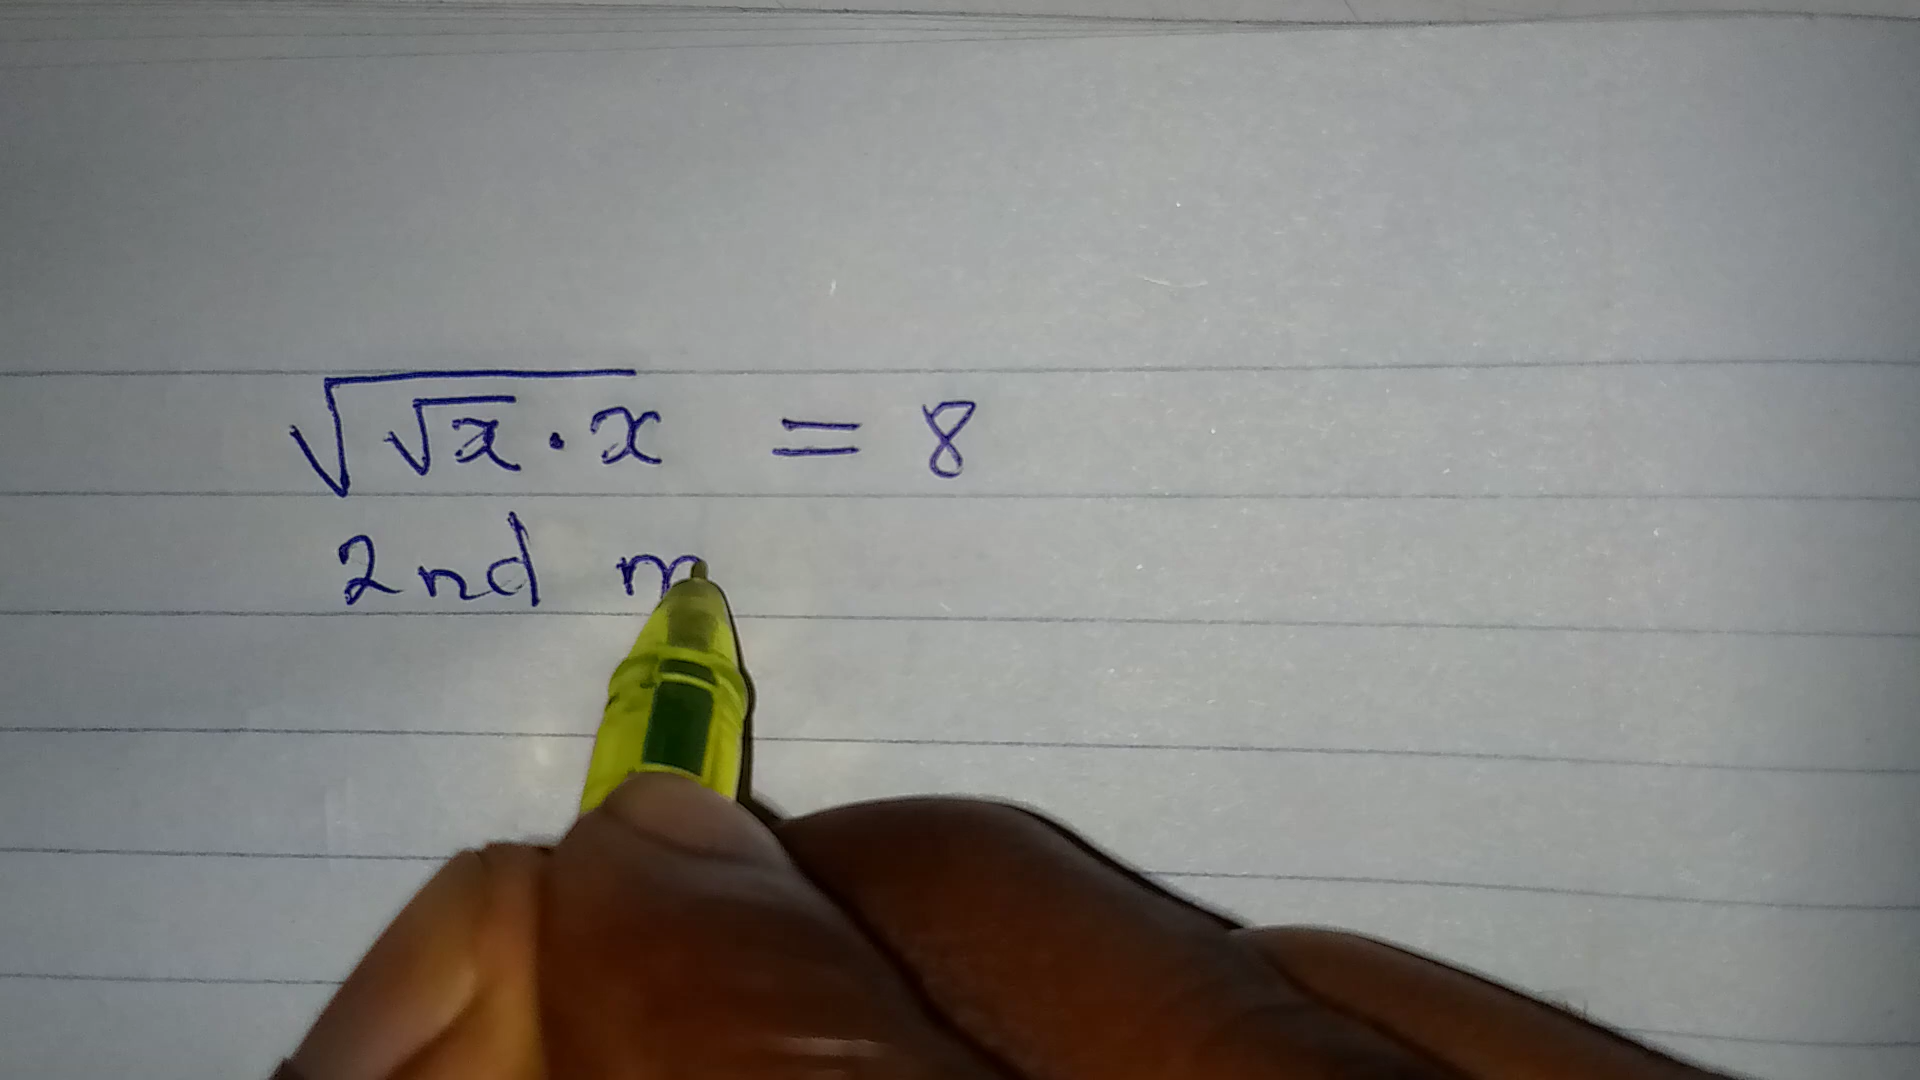 √(√x · x) = 8
2nd m